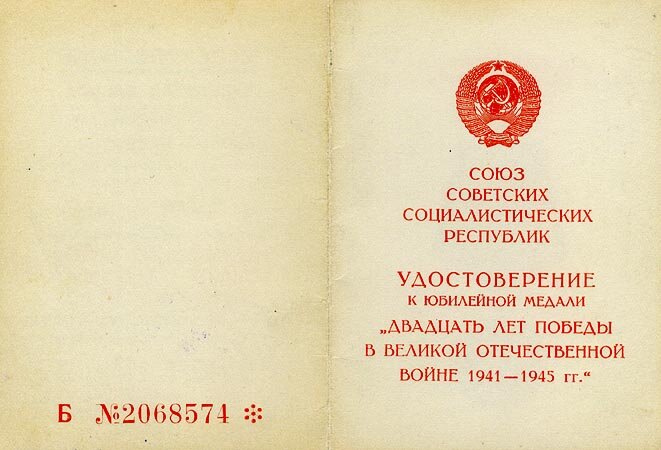 Б №2068574
СОЮЗ
СОВЕТСКИХ
СОЦИАЛИСТИЧЕСКИХ
РЕСПУБЛИК
УДОСТОВЕРЕНИЕ
К ЮБИЛЕЙНОЙ МЕДАЛИ
„ДВАДЦАТЬ ЛЕТ ПОБЕДЫ
В ВЕЛИКОЙ ОТЕЧЕСТВЕННОЙ
ВОЙНЕ 1941—1945 гг.“